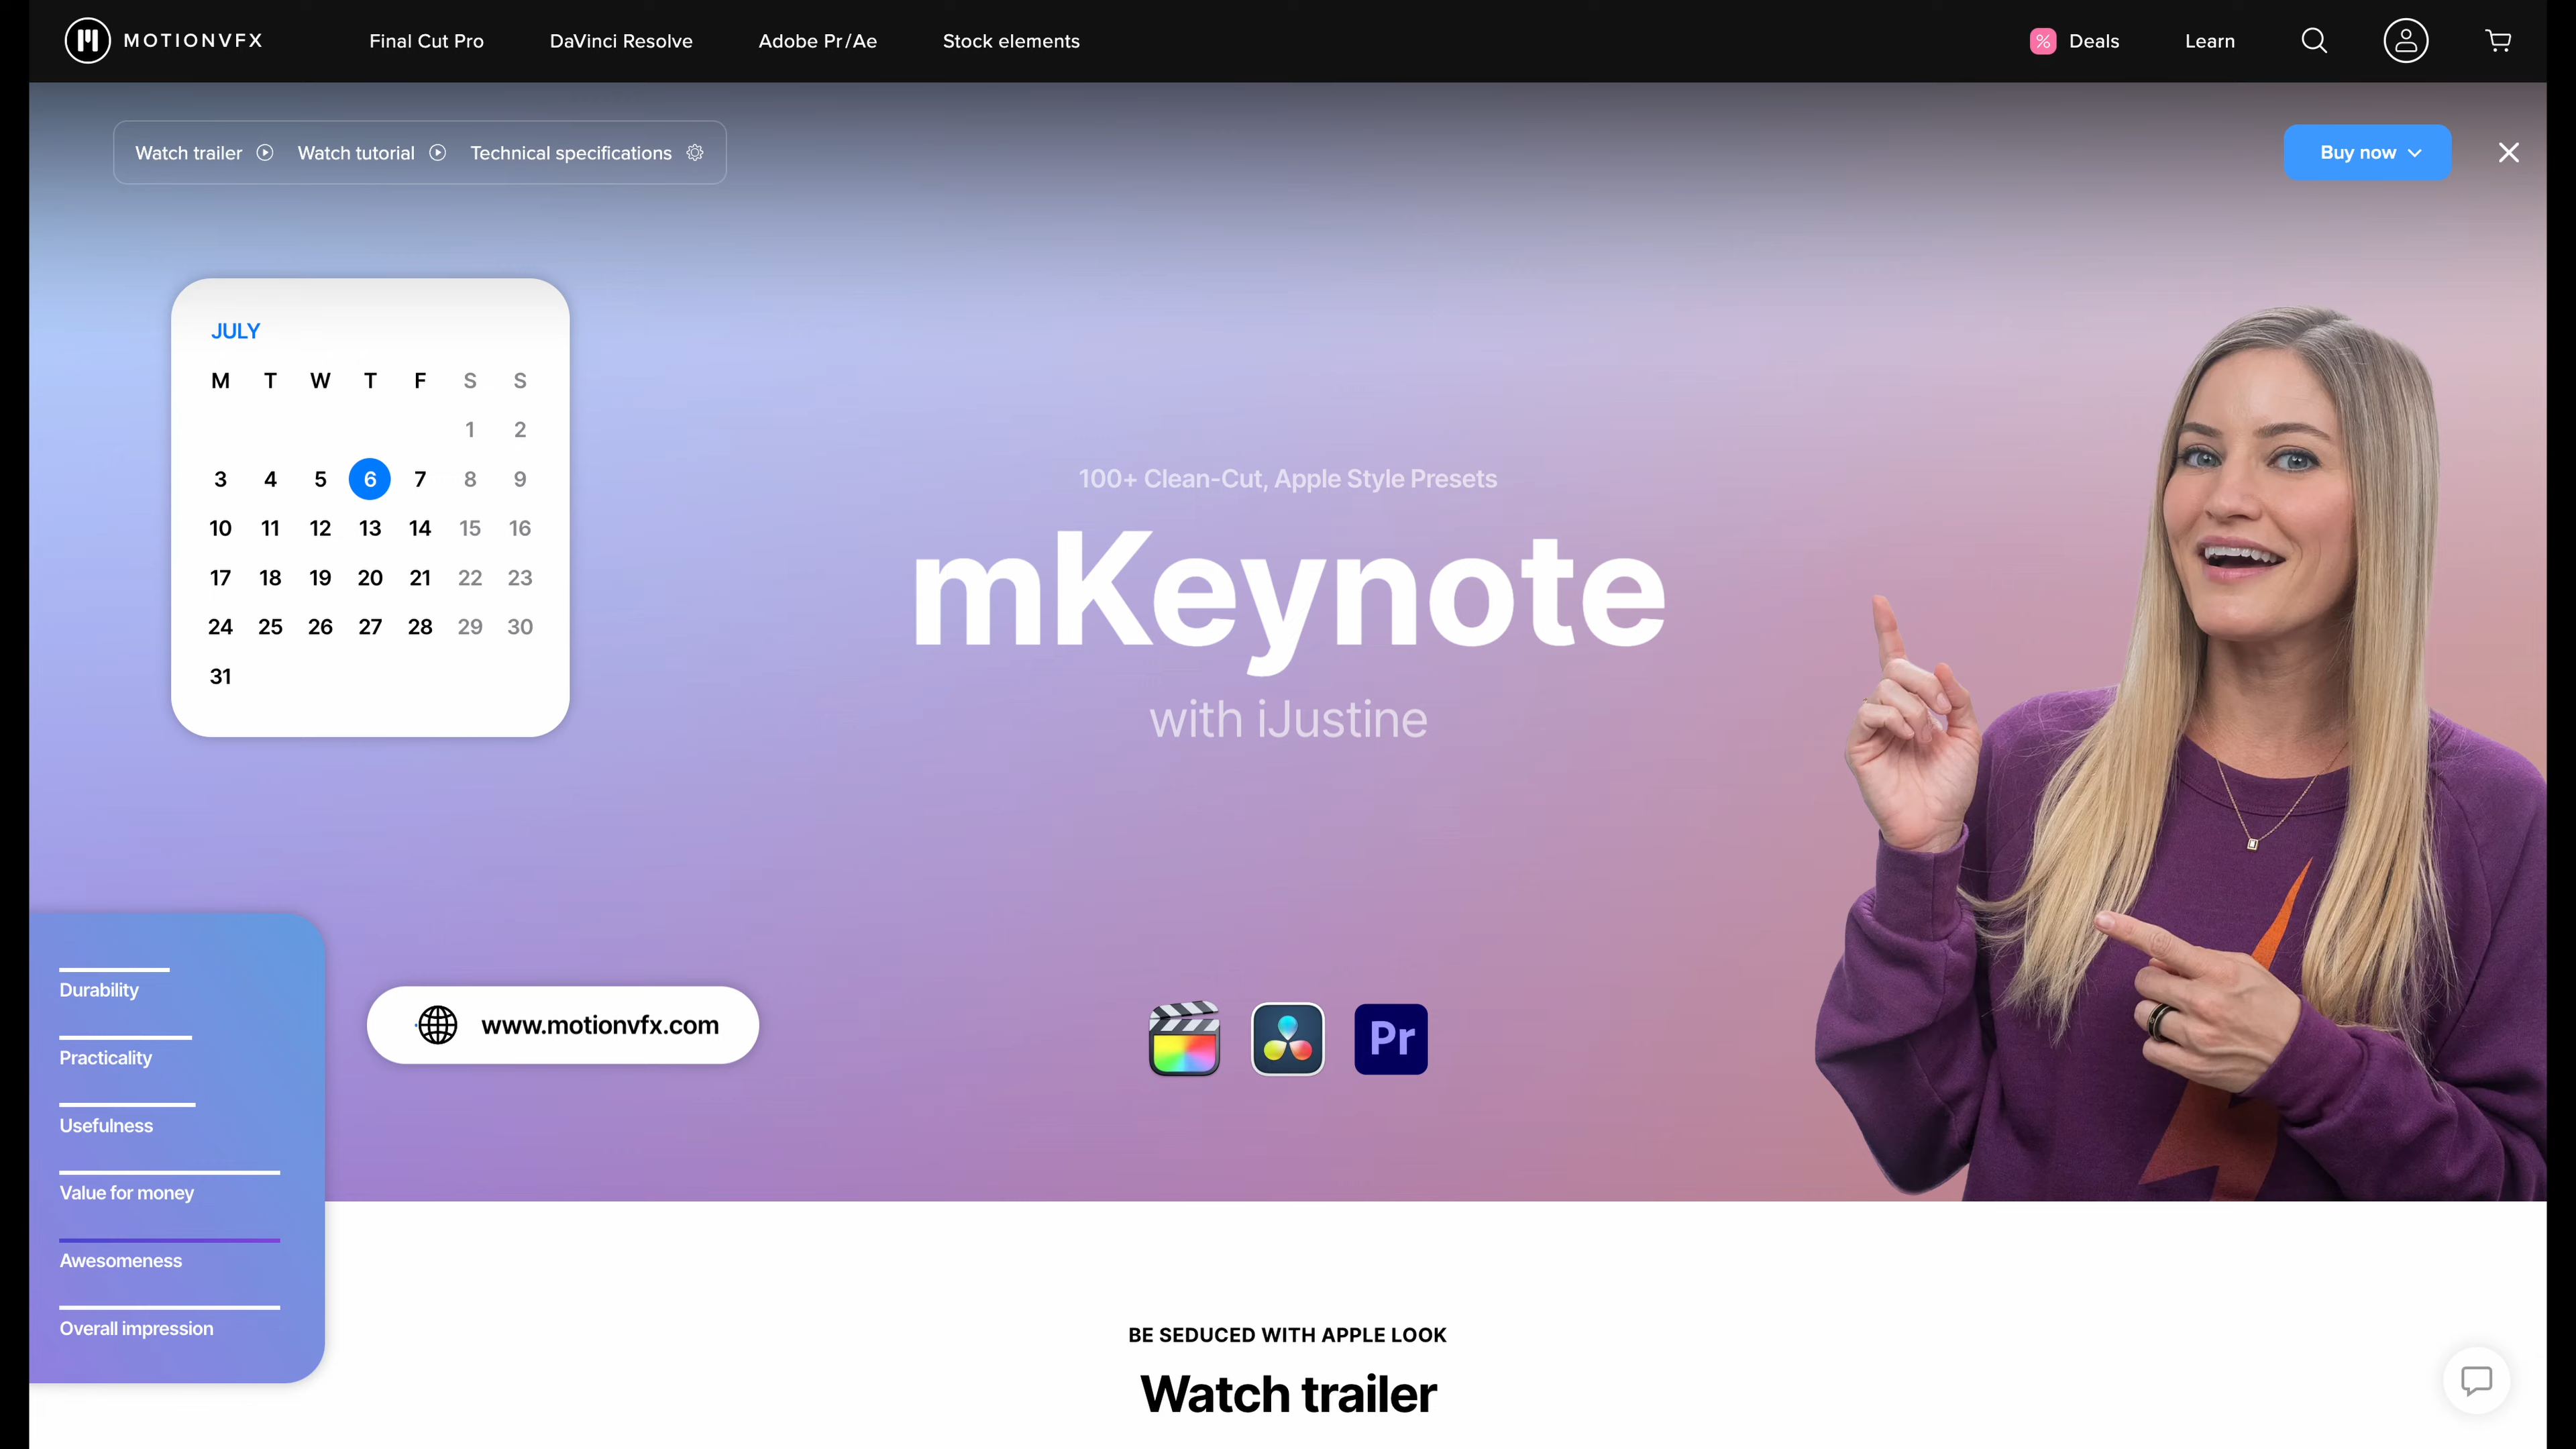 MOTIONVFX
Final Cut Pro
DaVinci Resolve
Adobe Pr/Ae
Stock elements
% Deals
Learn
Watch trailer
Watch tutorial
Technical specifications
Buy now
JULY
M T W T F S S
1 2
3 4 5 6 7 8 9
10 11 12 13 14 15 16
17 18 19 20 21 22 23
24 25 26 27 28 29 30
31
100+ Clean-Cut, Apple Style Presets
mKeynote
with iJustine
Durability
Practicality
Usefulness
Value for money
Awesomeness
Overall impression
www.motionvfx.com
Pr
BE SEDUCED WITH APPLE LOOK
Watch trailer